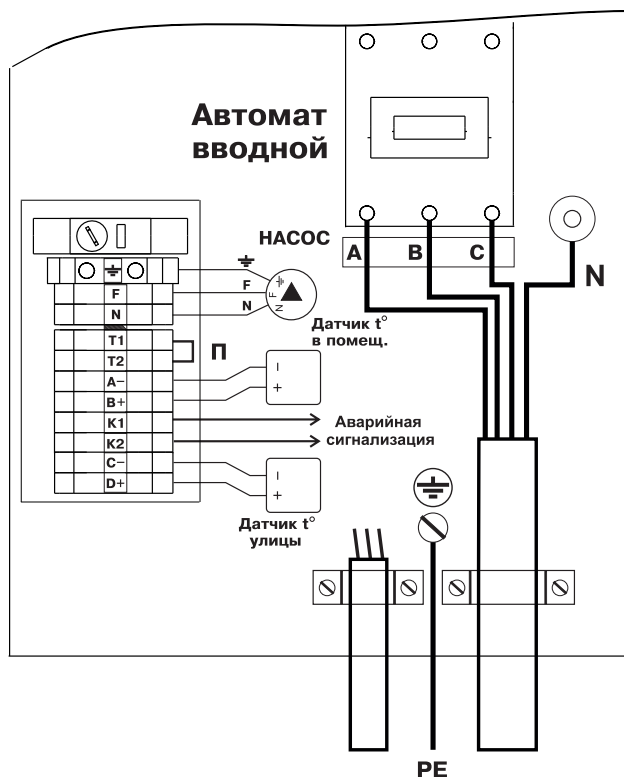 Автомат
вводной
НАСОС
A B C
N
F
N
T1
T2
A–
B+
K1
K2
C–
D+
F
N
N F
Датчик t°
в помещ.
П
–
+
Аварийная
сигнализация
–
+
Датчик t°
улицы
PE